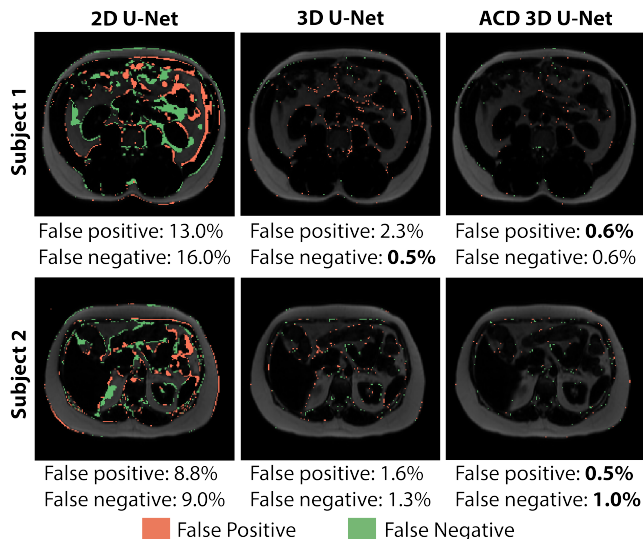 2D U-Net 3D U-Net ACD 3D U-Net
Subject 1
False positive: 13.0% False positive: 2.3% False positive: 0.6%
False negative: 16.0% False negative: 0.5% False negative: 0.6%
Subject 2
False positive: 8.8% False positive: 1.6% False positive: 0.5%
False negative: 9.0% False negative: 1.3% False negative: 1.0%
False Positive False Negative